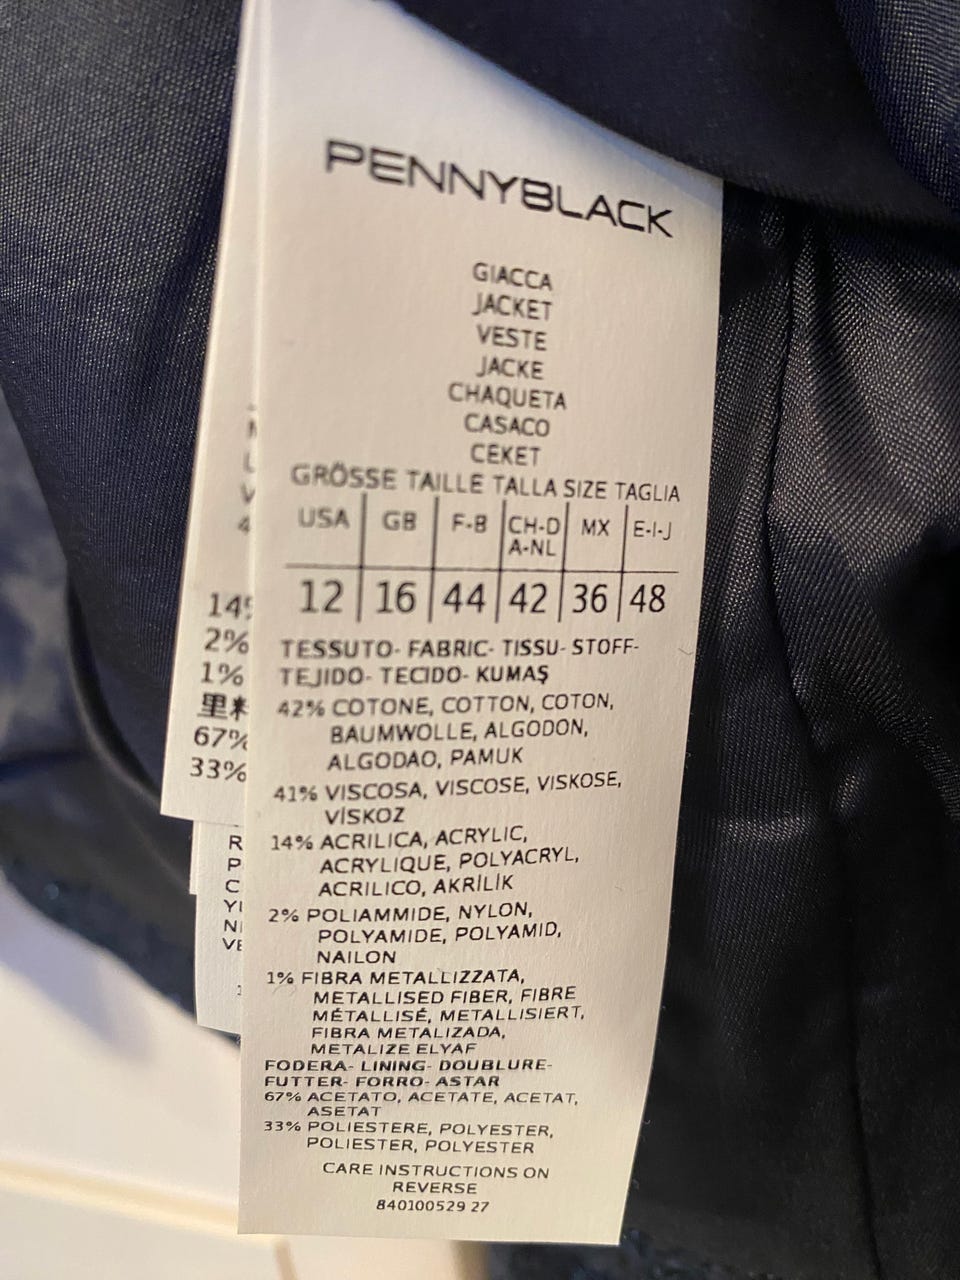 PENNYBLACK
GIACCA
JACKET
VESTE
JACKE
CHAQUETA
CASACO
CEKET
GRÖSSE TAILLE TALLA SIZE TAGLIA
USA GB F-B CH-D A-NL MX E-I-J
12 16 44 42 36 48
TESSUTO- FABRIC- TISSU- STOFF-
TEJIDO- TECIDO- KUMAŞ
42% COTONE, COTTON, COTON,
BAUMWOLLE, ALGODON,
ALGODAO, PAMUK
41% VISCOSA, VISCOSE, VISKOSE,
VİSKOZ
14% ACRILICA, ACRYLIC,
ACRYLIQUE, POLYACRYL,
ACRILICO, AKRİLİK
2% POLIAMMIDE, NYLON,
POLYAMIDE, POLYAMID,
NAILON
1% FIBRA METALLIZZATA,
METALLISED FIBER, FIBRE
MÉTALLISÉ, METALLISIERT,
FIBRA METALIZADA,
METALIZE ELYAF
FODERA- LINING- DOUBLURE-
FUTTER- FORRO- ASTAR
67% ACETATO, ACETATE, ACETAT,
ASETAT
33% POLIESTERE, POLYESTER,
POLIESTER, POLYESTER
CARE INSTRUCTIONS ON
REVERSE
840100529 27
14%
2%
1%
里料
67%
33%